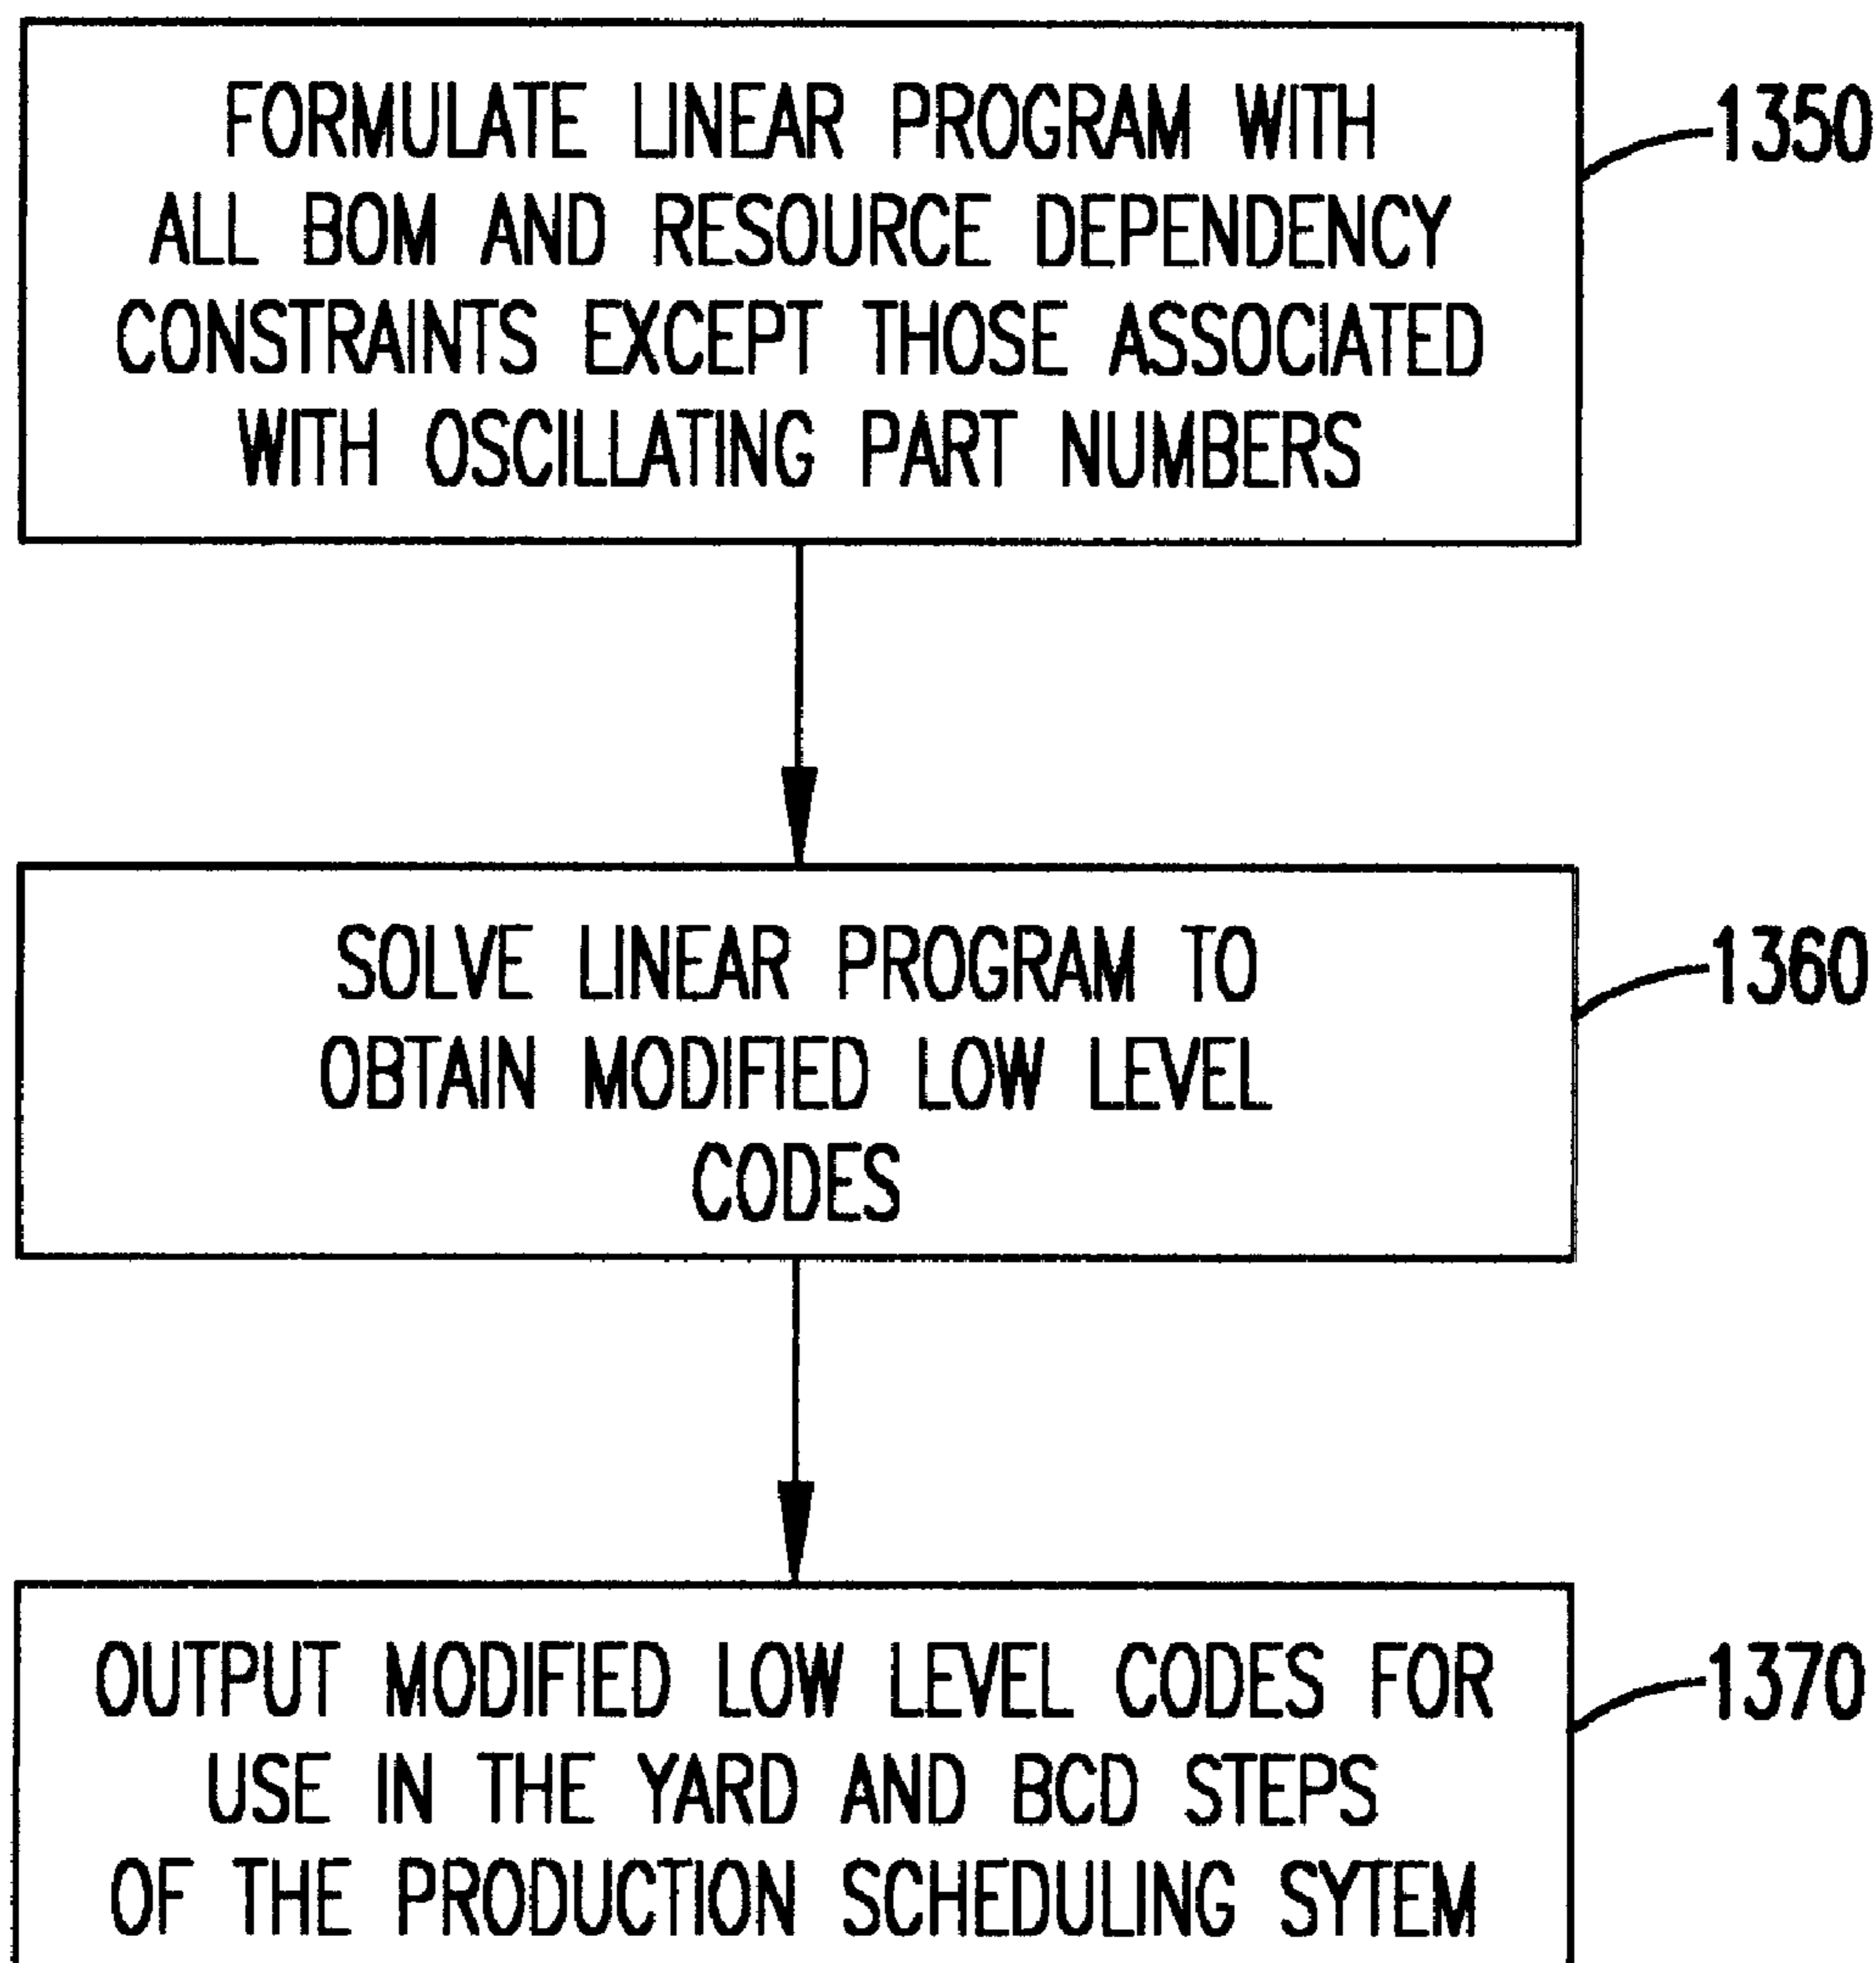 FORMULATE LINEAR PROGRAM WITH
ALL BOM AND RESOURCE DEPENDENCY
CONSTRAINTS EXCEPT THOSE ASSOCIATED
WITH OSCILLATING PART NUMBERS
1350
SOLVE LINEAR PROGRAM TO
OBTAIN MODIFIED LOW LEVEL
CODES
1360
OUTPUT MODIFIED LOW LEVEL CODES FOR
USE IN THE YARD AND BCD STEPS
OF THE PRODUCTION SCHEDULING SYTEM
1370